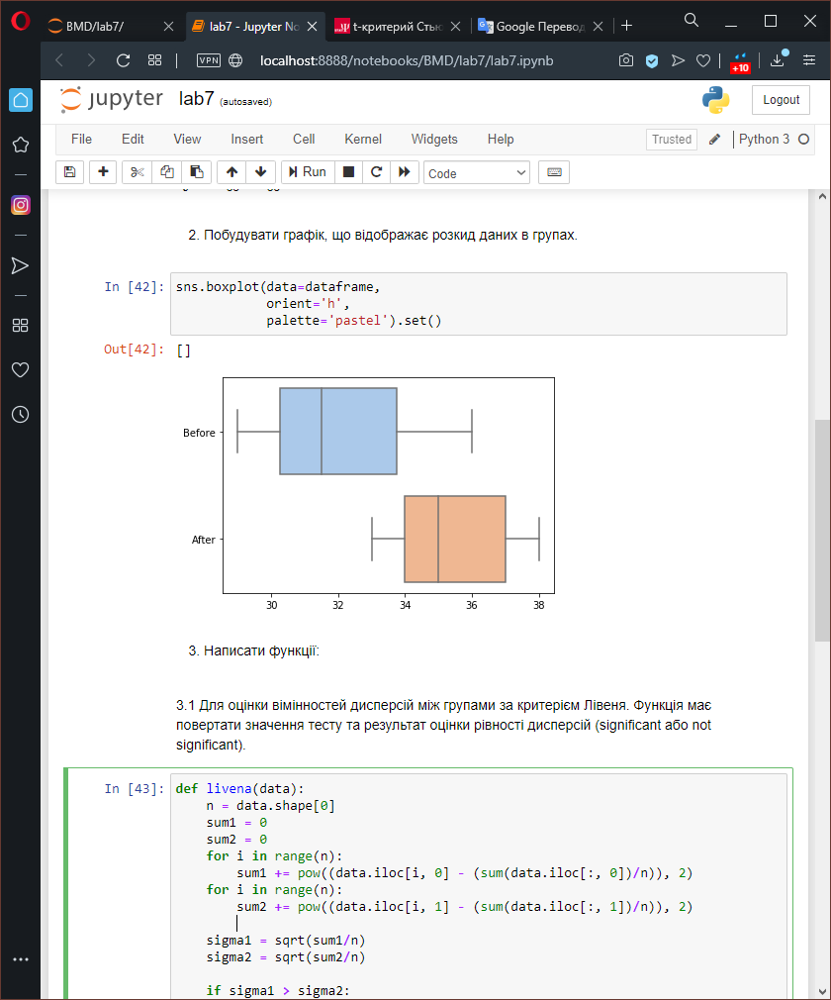 BMD/lab7/
lab7 - Jupyter No
t-критерий Стью
Google Перевод
VPN
localhost:8888/notebooks/BMD/lab7/lab7.ipynb
+10
jupyter lab7 (autosaved)
Logout
File Edit View Insert Cell Kernel Widgets Help
Trusted
Python 3
Run
Code
2. Побудувати графік, що відображає розкид даних в групах.
In [42]:
sns.boxplot(data=dataframe,
orient='h',
palette='pastel').set()
Out[42]: []
Before
After
30 32 34 36 38
3. Написати функції:
3.1 Для оцінки вімінностей дисперсій між групами за критерієм Лівеня. Функція має
повертати значення тесту та результат оцінки рівності дисперсій (significant або not
significant).
In [43]:
def livena(data):
n = data.shape[0]
sum1 = 0
sum2 = 0
for i in range(n):
sum1 += pow((data.iloc[i, 0] - (sum(data.iloc[:, 0])/n)), 2)
for i in range(n):
sum2 += pow((data.iloc[i, 1] - (sum(data.iloc[:, 1])/n)), 2)
sigma1 = sqrt(sum1/n)
sigma2 = sqrt(sum2/n)
if sigma1 > sigma2: